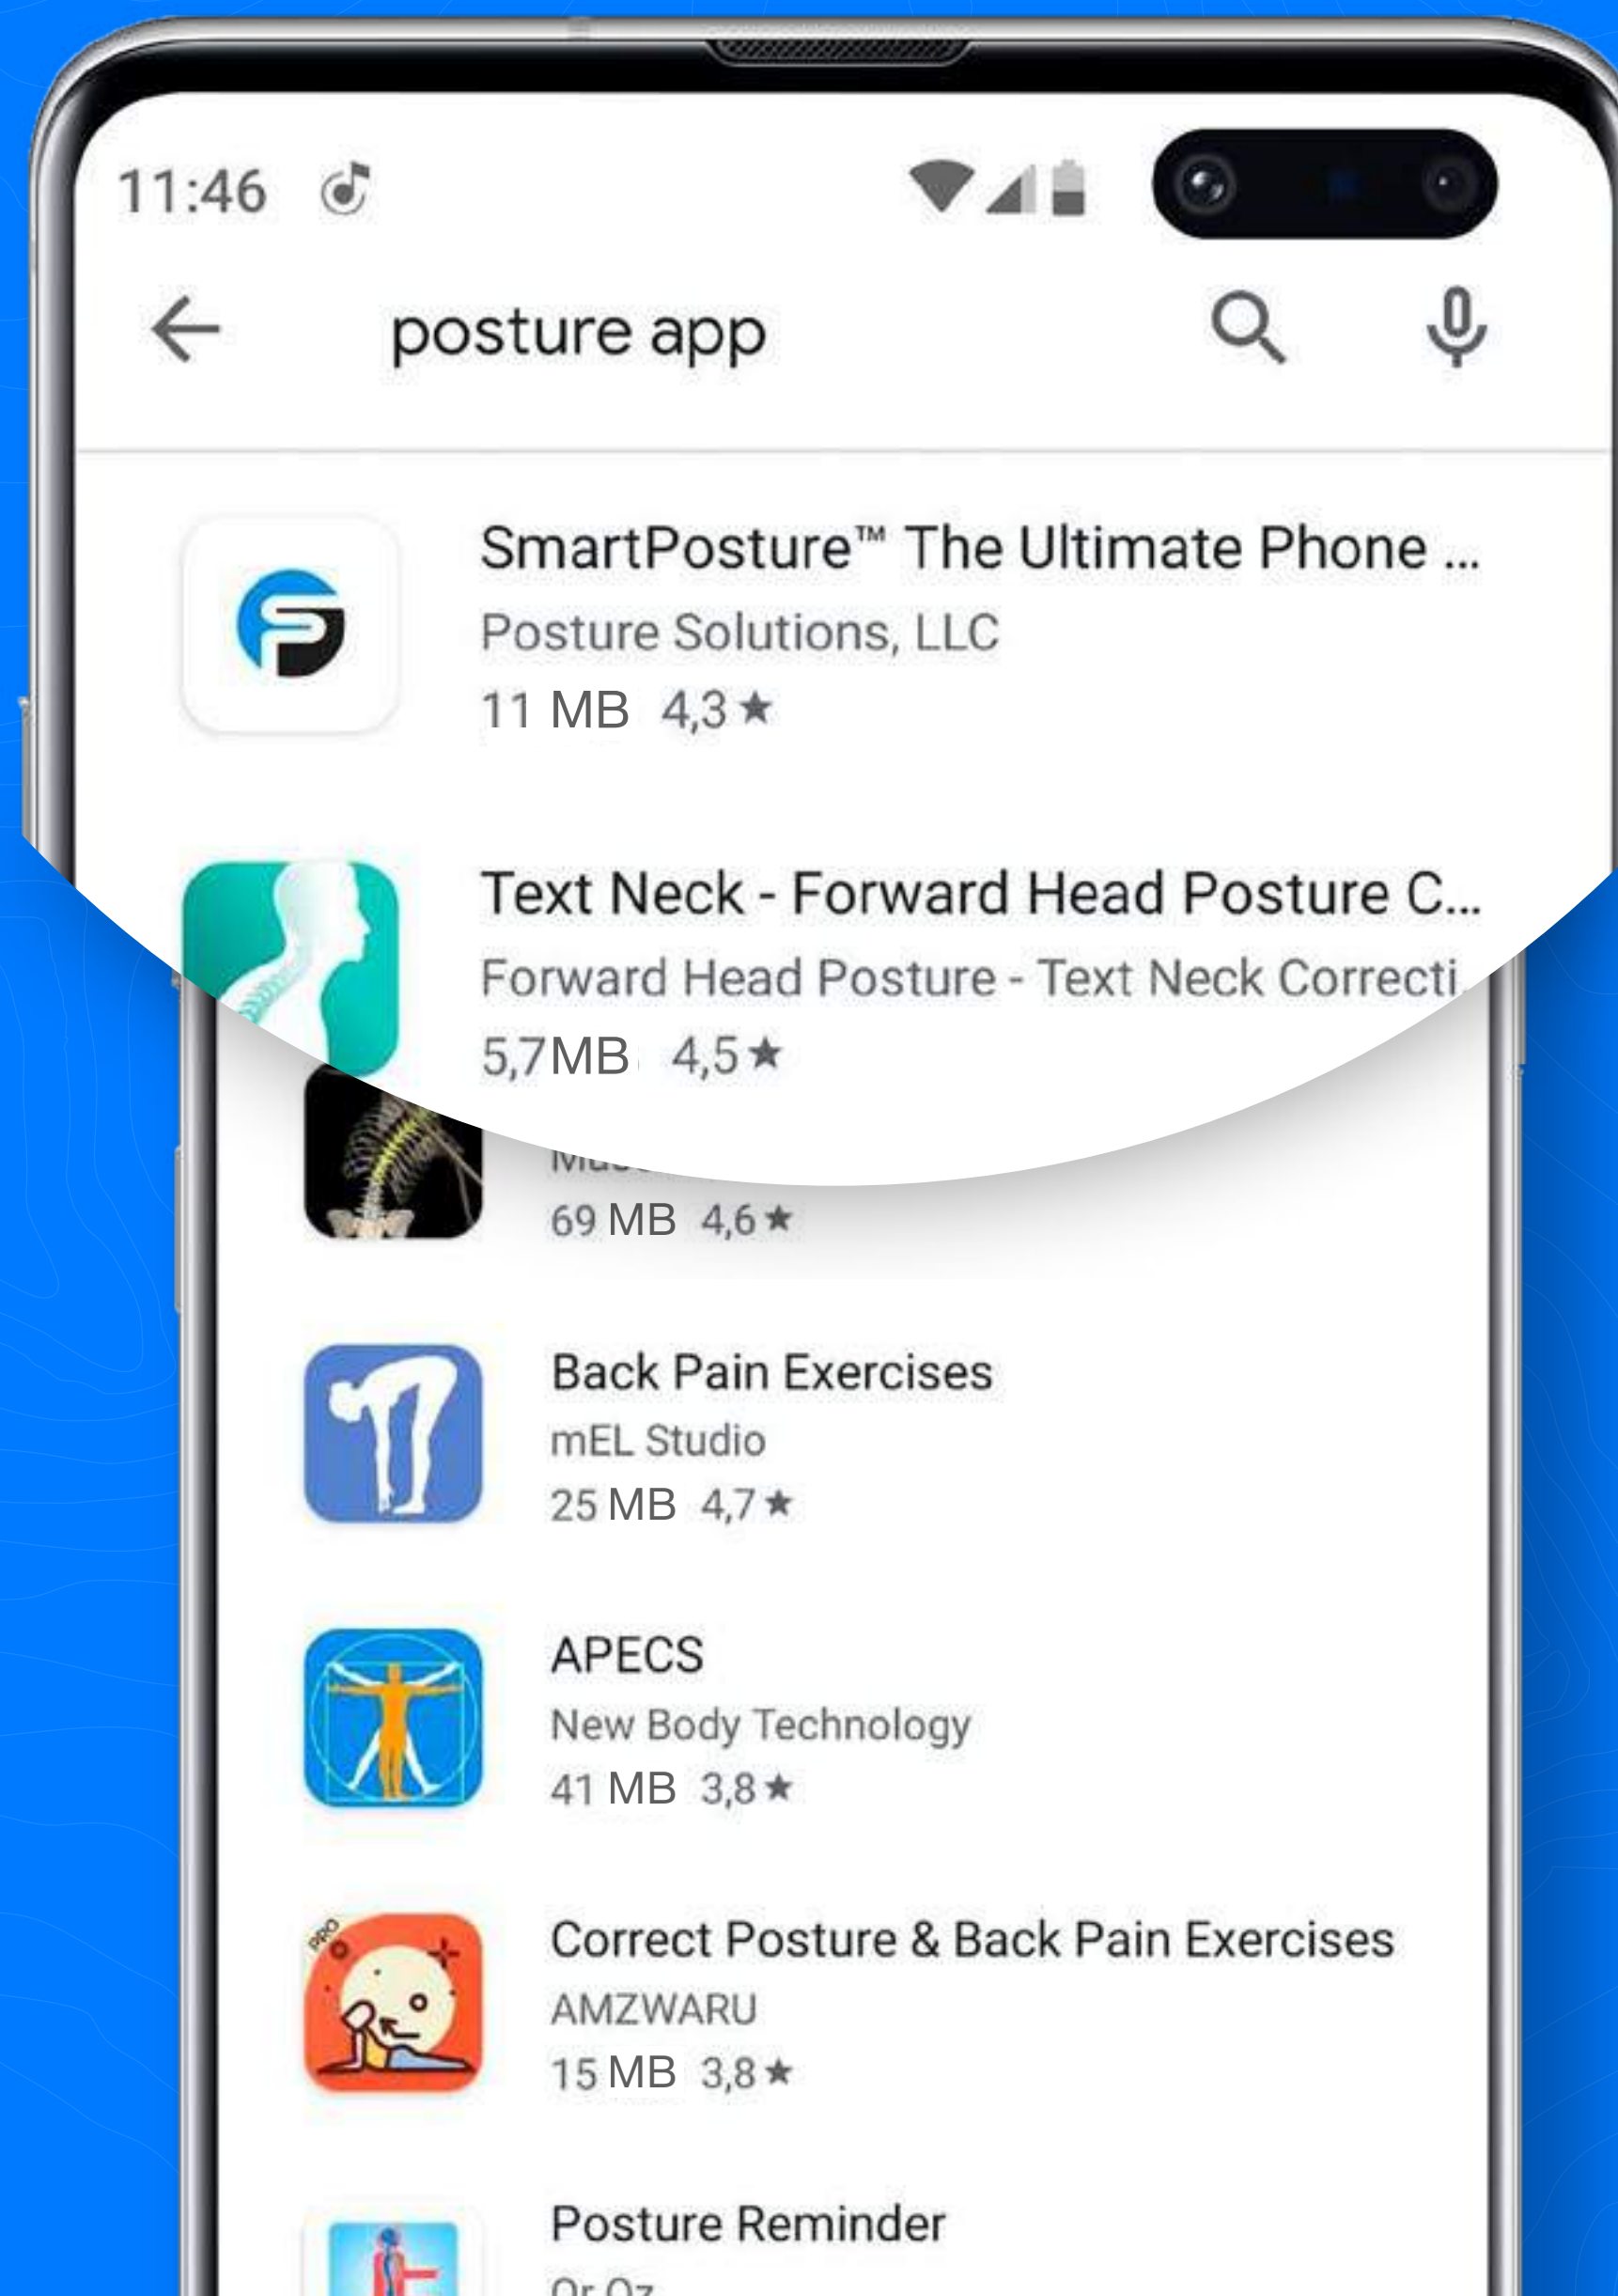 11:46
posture app
SmartPosture™ The Ultimate Phone ...
Posture Solutions, LLC
11 MB 4,3 ★
Text Neck - Forward Head Posture C...
Forward Head Posture - Text Neck Correcti
5,7MB 4,5 ★
69 MB 4,6 ★
Back Pain Exercises
mEL Studio
25 MB 4,7 ★
APECS
New Body Technology
41 MB 3,8 ★
PRO
Correct Posture & Back Pain Exercises
AMZWARU
15 MB 3,8 ★
Posture Reminder